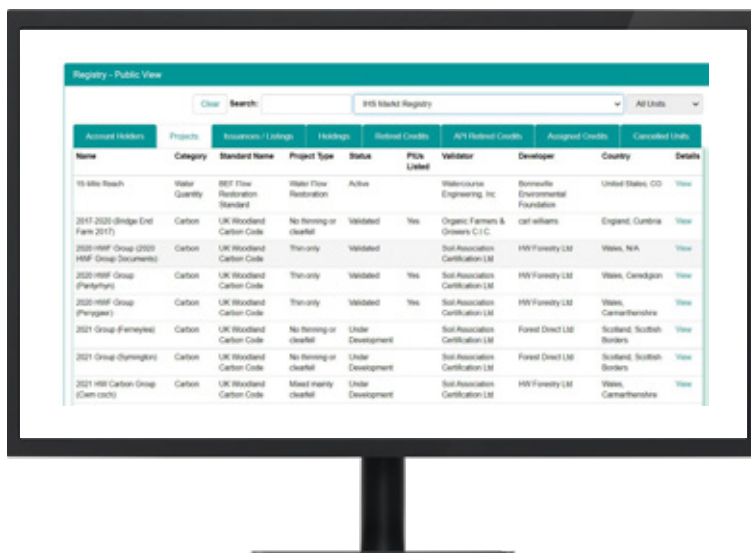 Registry - Public View
Clear Search: IHS Markit Registry All Units
Account Holders Projects Issuances / Listings Holdings Retired Credits API Retired Credits Assigned Credits Cancelled Units
Name Category Standard Name Project Type Status PIUs Validator Developer Country Details
Listed
15 Mile Reach Water BEF Flow Water Flow Active Watercourse Bonneville United States, CO View
Quantity Restoration Restoration Engineering, Inc Environmental
Standard Foundation
2017-2020 (Bridge End Carbon UK Woodland No thinning or Validated Yes Organic Farmers & carl williams England, Cumbria View
Farm 2017) Carbon Code clearfell Growers C.I.C.
2020 HWF Group (2020 Carbon UK Woodland Thin only Validated Soil Association HW Forestry Ltd Wales, N/A View
HWF Group Documents) Carbon Code Certification Ltd
2020 HWF Group Carbon UK Woodland Thin only Validated Yes Soil Association HW Forestry Ltd Wales, Ceredigion View
(Pantyrhyn) Carbon Code Certification Ltd
2020 HWF Group Carbon UK Woodland Thin only Validated Yes Soil Association HW Forestry Ltd Wales, View
(Penygaer) Carbon Code Certification Ltd Carmarthenshire
2021 Group (Ferneylea) Carbon UK Woodland No thinning or Under Soil Association Forest Direct Ltd Scotland, Scottish View
Carbon Code clearfell Development Certification Ltd Borders
2021 Group (Symington) Carbon UK Woodland No thinning or Under Soil Association Forest Direct Ltd Scotland, Scottish View
Carbon Code clearfell Development Certification Ltd Borders
2021 HW Carbon Group Carbon UK Woodland Mixed mainly Under Soil Association HW Forestry Ltd Wales, View
(Cwm coch) Carbon Code clearfell Development Certification Ltd Carmarthenshire